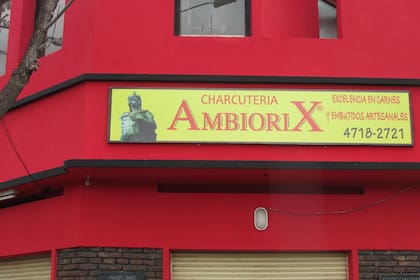 CHARCUTERIA
AMBIORIX®
EXCELENCIA EN CARNES
Y EMBUTIDOS ARTESANALES
4718-2721